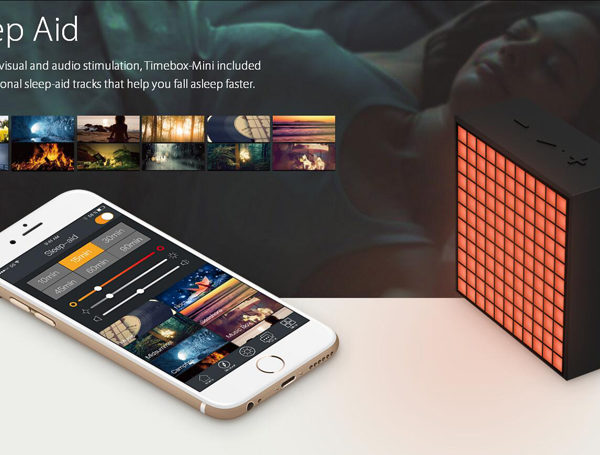 ep Aid
visual and audio stimulation, Timebox-Mini included
onal sleep-aid tracks that help you fall asleep faster.
Sleep-aid
10min
15min
30min
45min
60min
90min
Music Box
Midsummer